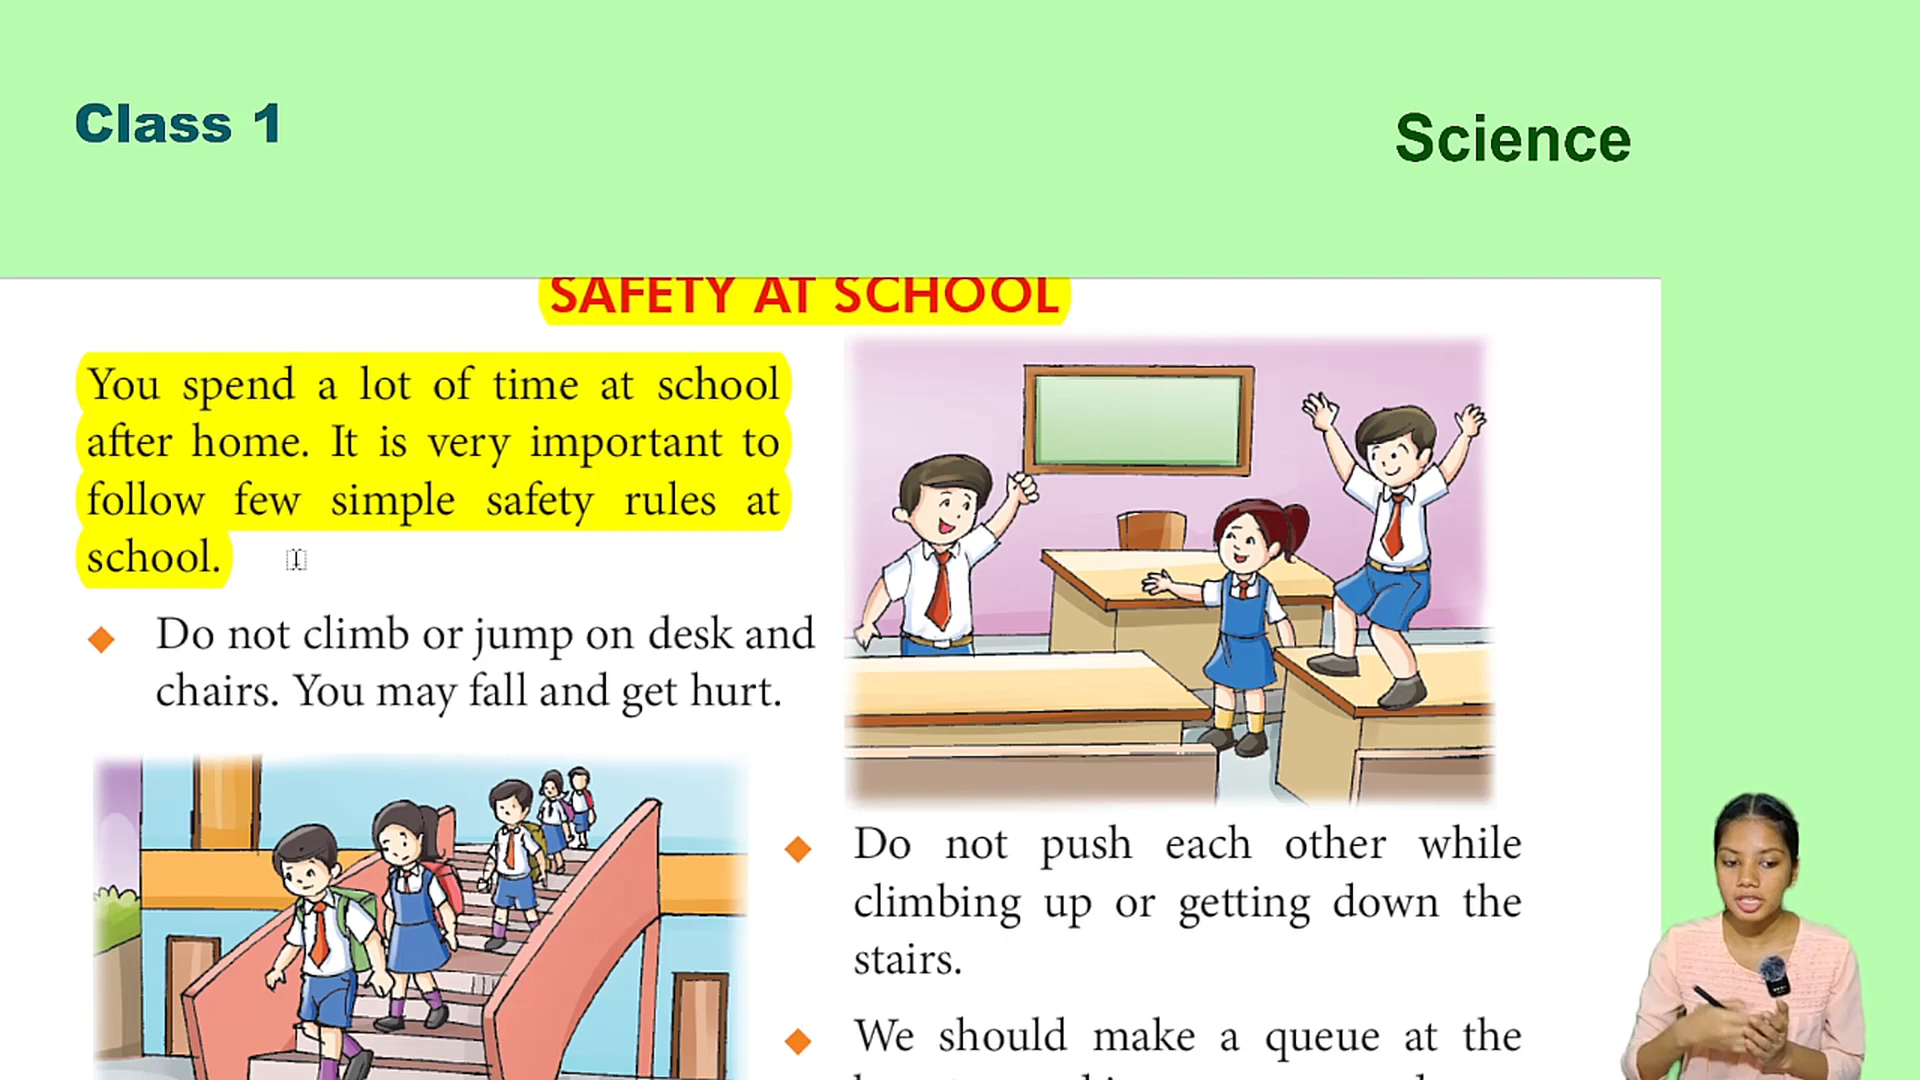 Class 1
Science
SAFETY AT SCHOOL
You spend a lot of time at school
after home. It is very important to
follow few simple safety rules at
school.
Do not climb or jump on desk and
chairs. You may fall and get hurt.
Do not push each other while
climbing up or getting down the
stairs.
We should make a queue at the